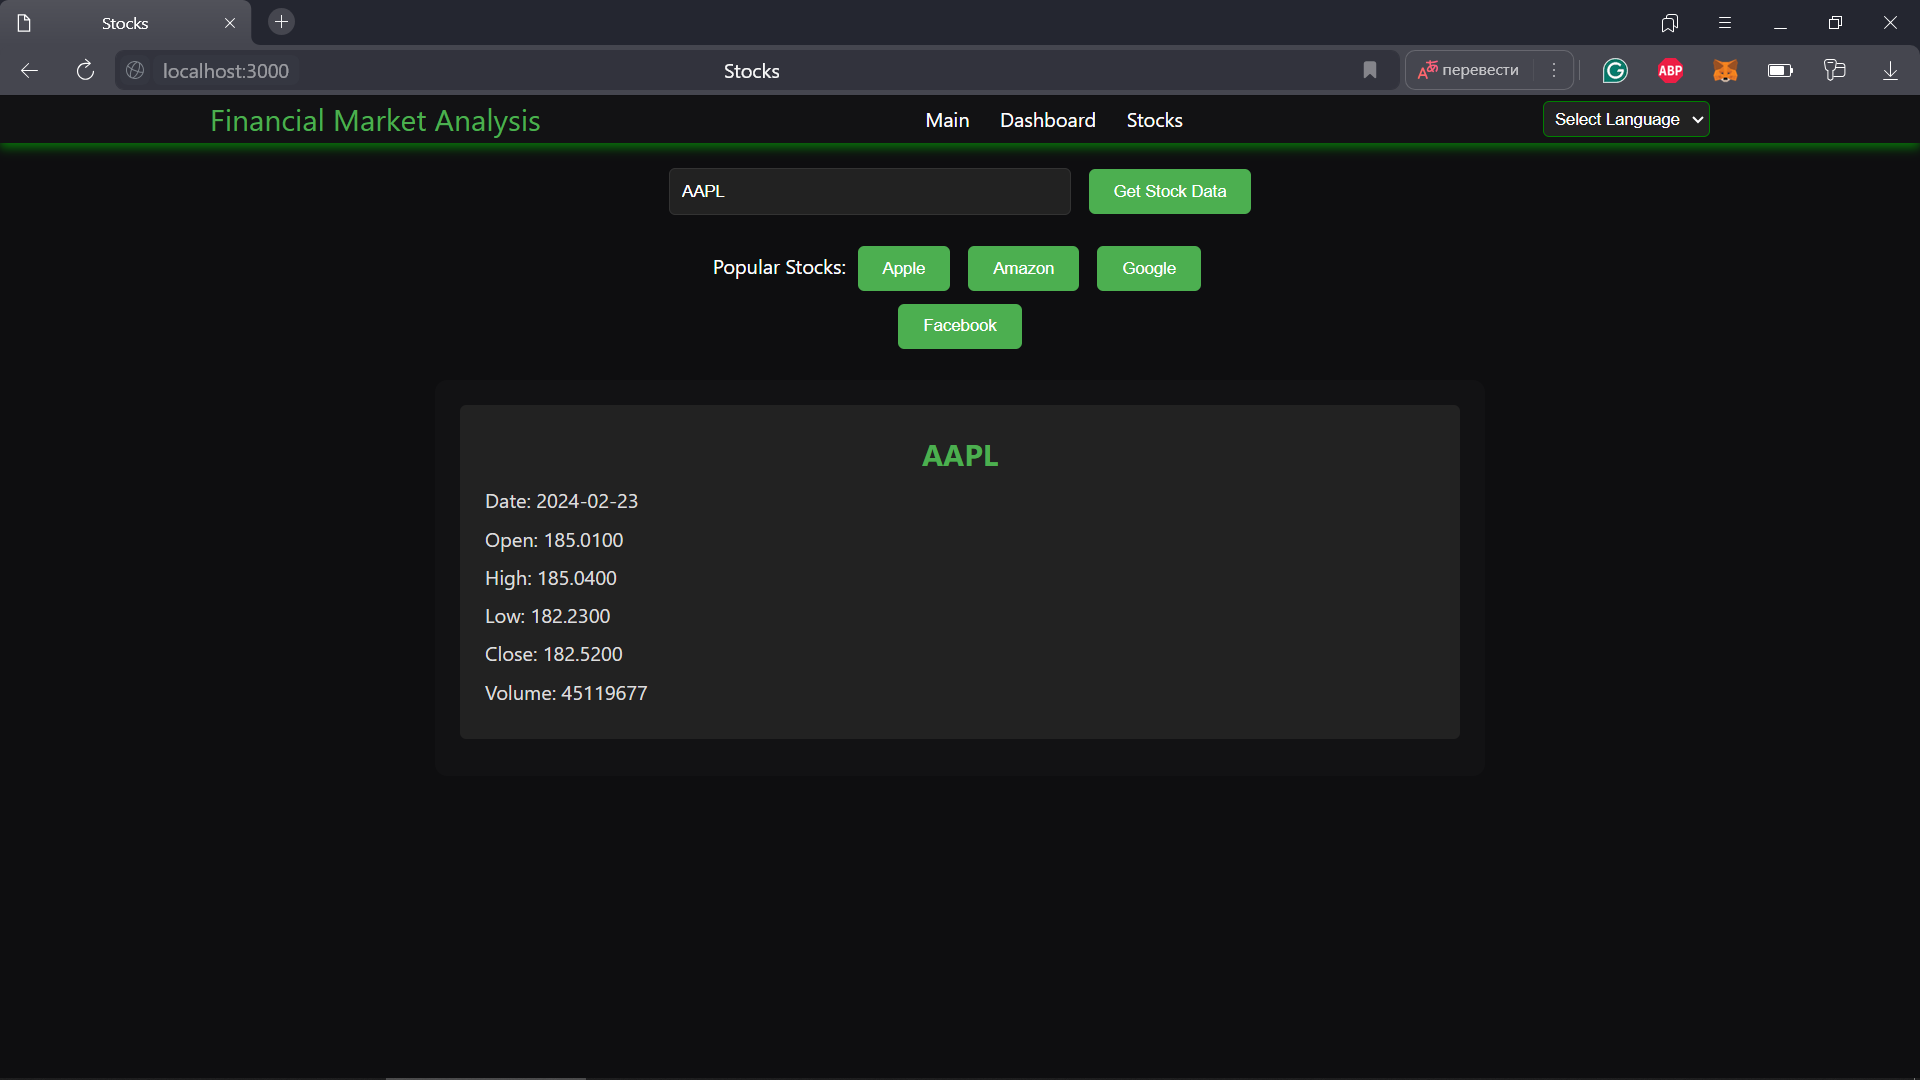 Stocks
localhost:3000
Stocks
перевести
ABP
Financial Market Analysis
Main
Dashboard
Stocks
Select Language
AAPL
Get Stock Data
Popular Stocks:
Apple
Amazon
Google
Facebook
AAPL
Date: 2024-02-23
Open: 185.0100
High: 185.0400
Low: 182.2300
Close: 182.5200
Volume: 45119677